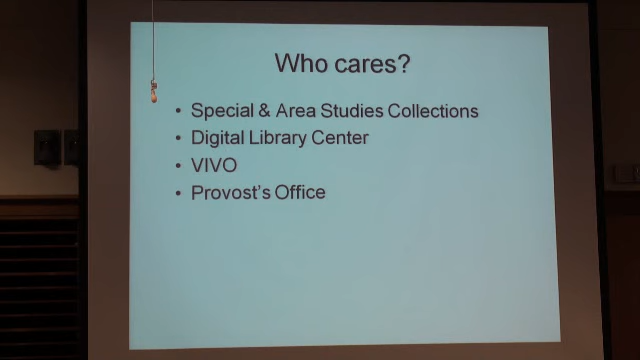 Who cares?
• Special & Area Studies Collections
• Digital Library Center
• VIVO
• Provost's Office